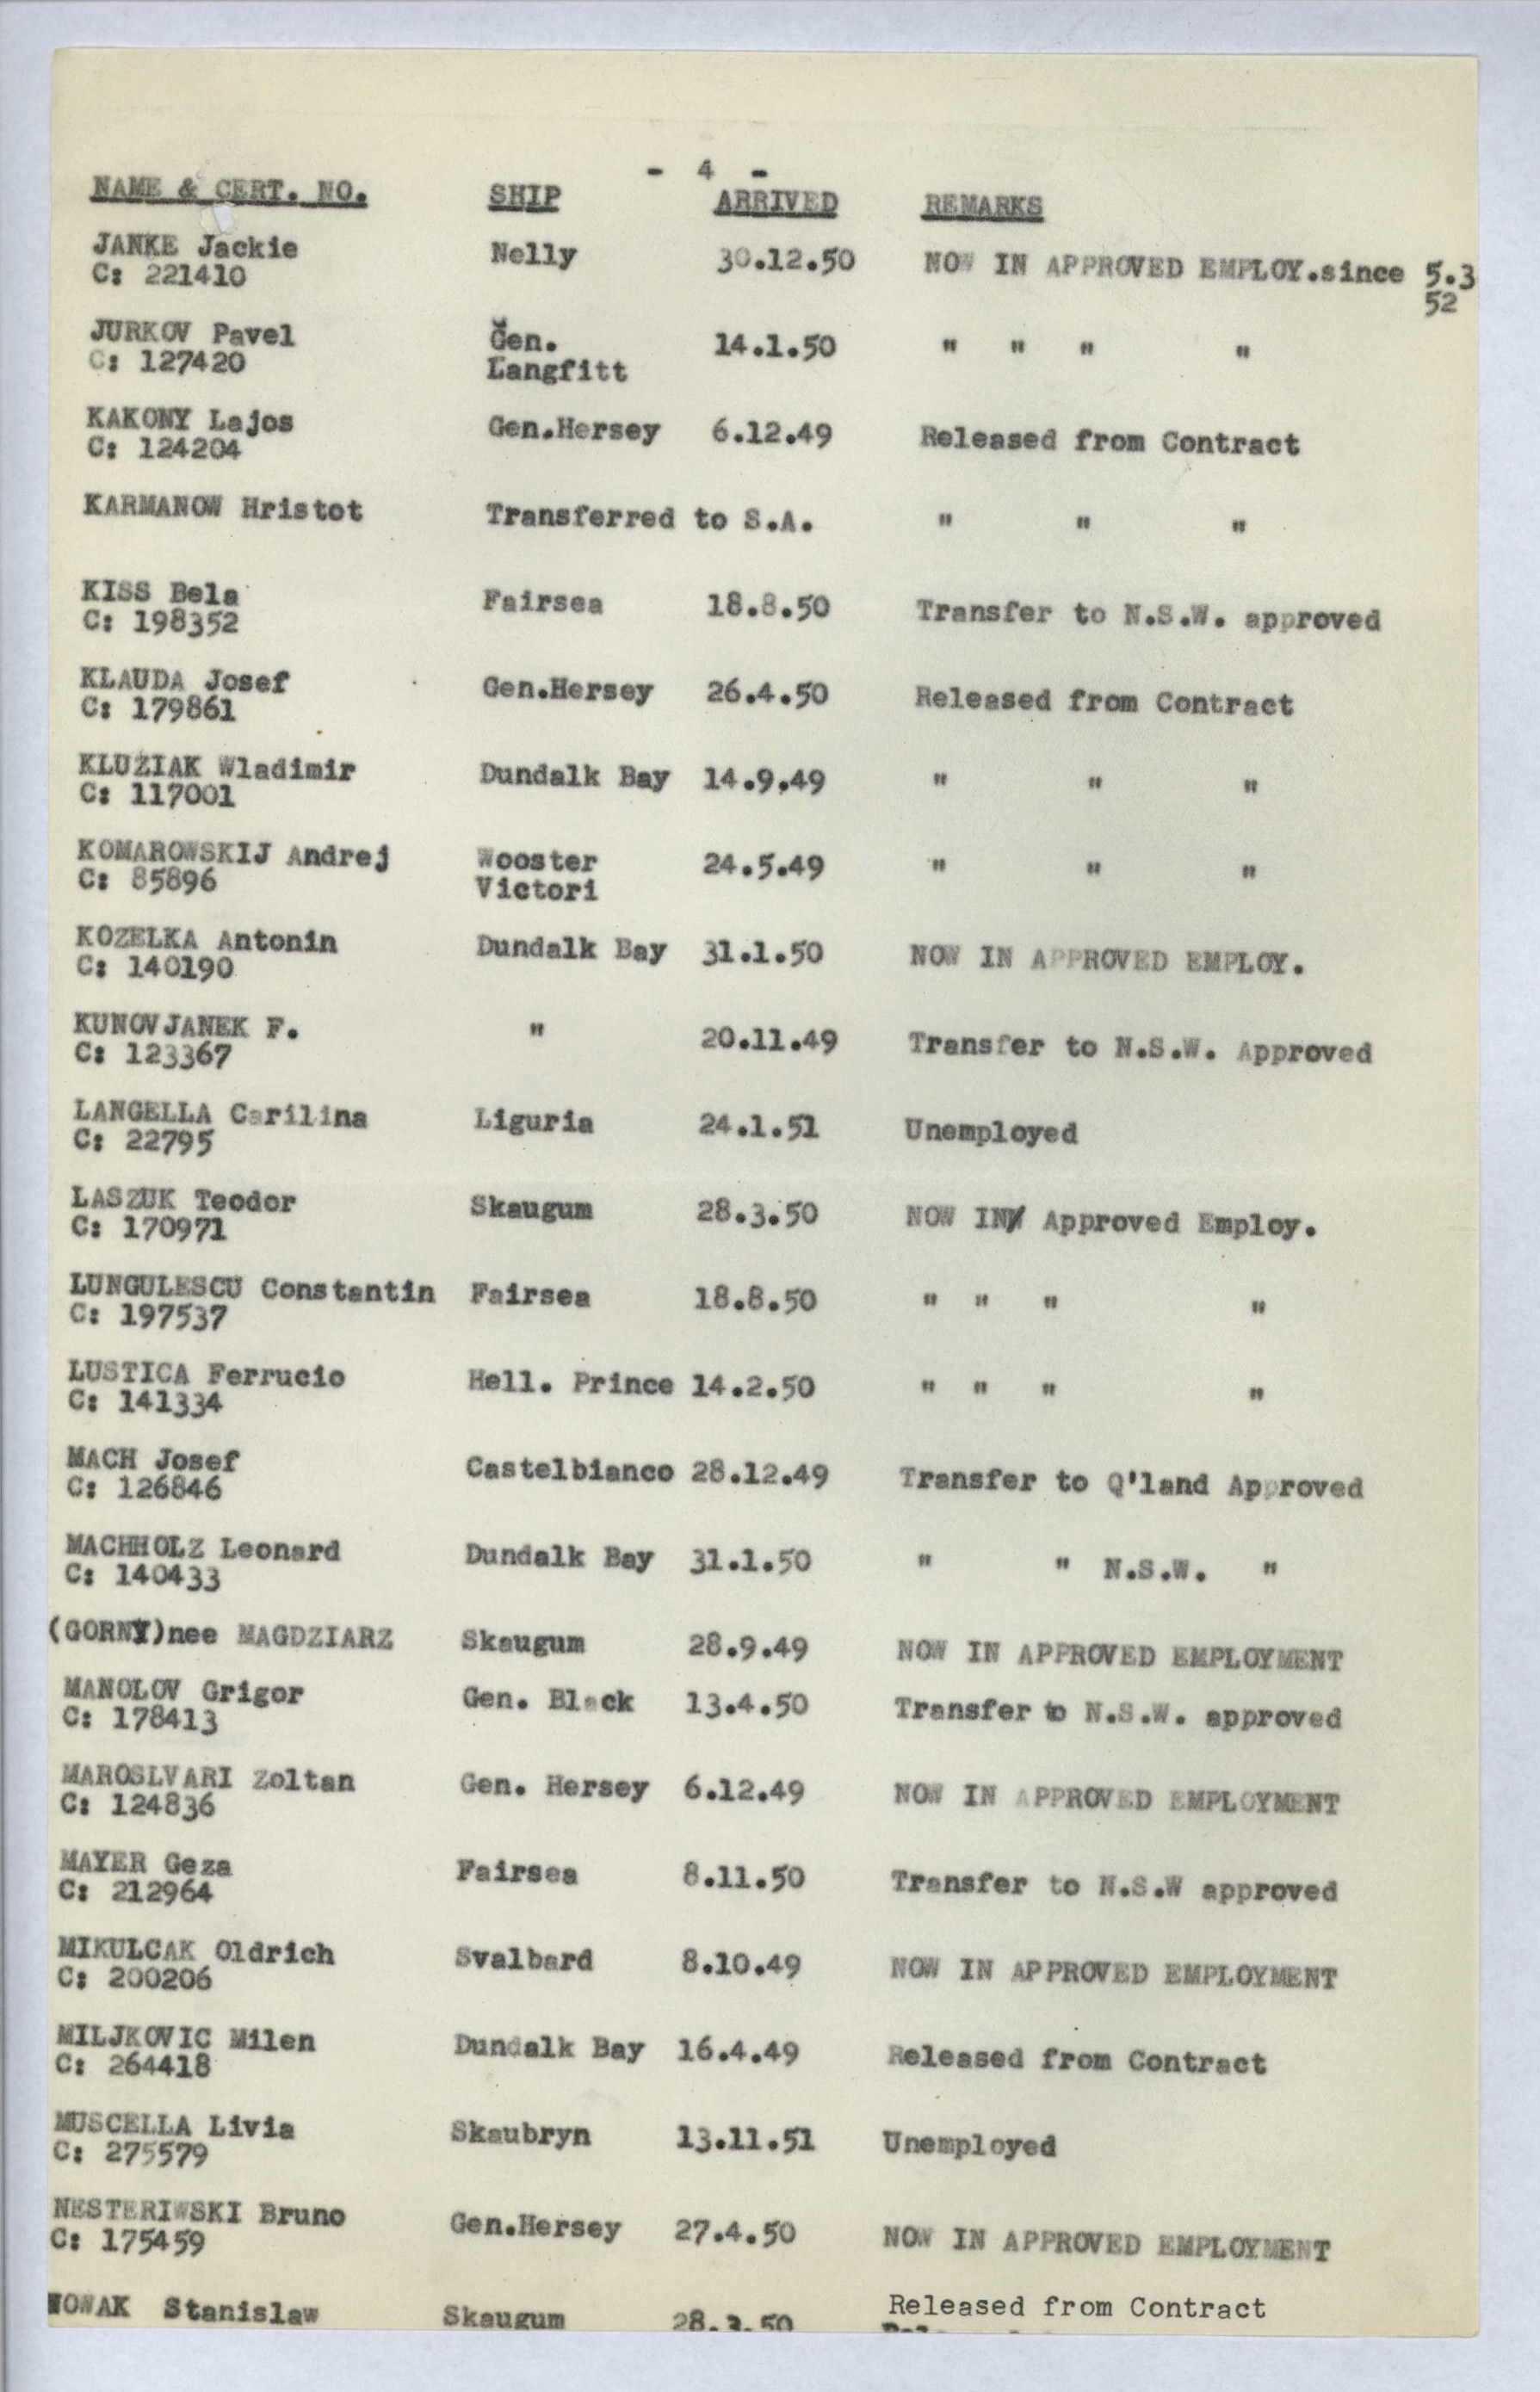 - 4 -
NAME & CERT. NO. SHIP ARRIVED REMARKS
JANKE Jackie Nelly 30.12.50 NOW IN APPROVED EMPLOY.since 5.3
C: 221410 52
JURKOV Pavel Gen. 14.1.50 " " " "
C: 127420 Langfitt
KAKONY Lajos Gen.Hersey 6.12.49 Released from Contract
C: 124204
KARMANOW Hristot Transferred to S.A. " " "
KISS Bela Fairsea 18.8.50 Transfer to N.S.W. approved
C: 198352
KLAUDA Josef Gen.Hersey 26.4.50 Released from Contract
C: 179861
KLUZIAK Wladimir Dundalk Bay 14.9.49 " " "
C: 117001
KOMAROWSKIJ Andrej Wooster 24.5.49 " " "
C: 85896 Victori
KOZELKA Antonin Dundalk Bay 31.1.50 NOW IN APPROVED EMPLOY.
C: 140190
KUNOVJANEK F. " 20.11.49 Transfer to N.S.W. Approved
C: 123367
LANGELLA Carilina Liguria 24.1.51 Unemployed
C: 22795
LASZUK Teodor Skaugum 28.3.50 NOW IN Approved Employ.
C: 170971
LUNGULESCU Constantin Fairsea 18.8.50 " " " "
C: 197537
LUSTICA Ferrucio Hell. Prince 14.2.50 " " " "
C: 141334
MACH Josef Castelbianco 28.12.49 Transfer to Q'land Approved
C: 126846
MACHHOLZ Leonard Dundalk Bay 31.1.50 " " N.S.W. "
C: 140433
(GORNY)nee MAGDZIARZ Skaugum 28.9.49 NOW IN APPROVED EMPLOYMENT
MANOLOV Grigor Gen. Black 13.4.50 Transfer to N.S.W. approved
C: 178413
MAROSLVARI Zoltan Gen. Hersey 6.12.49 NOW IN APPROVED EMPLOYMENT
C: 124836
MAYER Geza Fairsea 8.11.50 Transfer to N.S.W approved
C: 212964
MIKULCAK Oldrich Svalbard 8.10.49 NOW IN APPROVED EMPLOYMENT
C: 200206
MILJKOVIC Milen Dundalk Bay 16.4.49 Released from Contract
C: 264418
MUSCELLA Livia Skaubryn 13.11.51 Unemployed
C: 275579
NESTERIWSKI Bruno Gen.Hersey 27.4.50 NOW IN APPROVED EMPLOYMENT
C: 175459
NOWAK Stanislaw Skaugum 28.3.50 Released from Contract